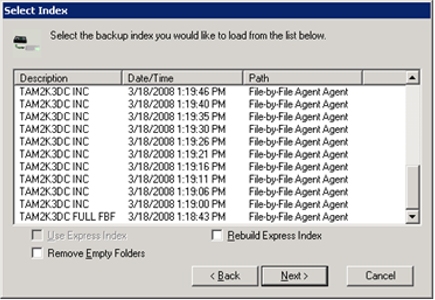 Select Index
Select the backup index you would like to load from the list below.
Description Date/Time Path
TAM2K3DC INC 3/18/2008 1:19:46 PM File-by-File Agent Agent
TAM2K3DC INC 3/18/2008 1:19:40 PM File-by-File Agent Agent
TAM2K3DC INC 3/18/2008 1:19:35 PM File-by-File Agent Agent
TAM2K3DC INC 3/18/2008 1:19:30 PM File-by-File Agent Agent
TAM2K3DC INC 3/18/2008 1:19:26 PM File-by-File Agent Agent
TAM2K3DC INC 3/18/2008 1:19:21 PM File-by-File Agent Agent
TAM2K3DC INC 3/18/2008 1:19:16 PM File-by-File Agent Agent
TAM2K3DC INC 3/18/2008 1:19:11 PM File-by-File Agent Agent
TAM2K3DC INC 3/18/2008 1:19:06 PM File-by-File Agent Agent
TAM2K3DC INC 3/18/2008 1:19:00 PM File-by-File Agent Agent
TAM2K3DC FULL FBF 3/18/2008 1:18:43 PM File-by-File Agent Agent
Use Express Index Rebuild Express Index
Remove Empty Folders
< Back Next > Cancel